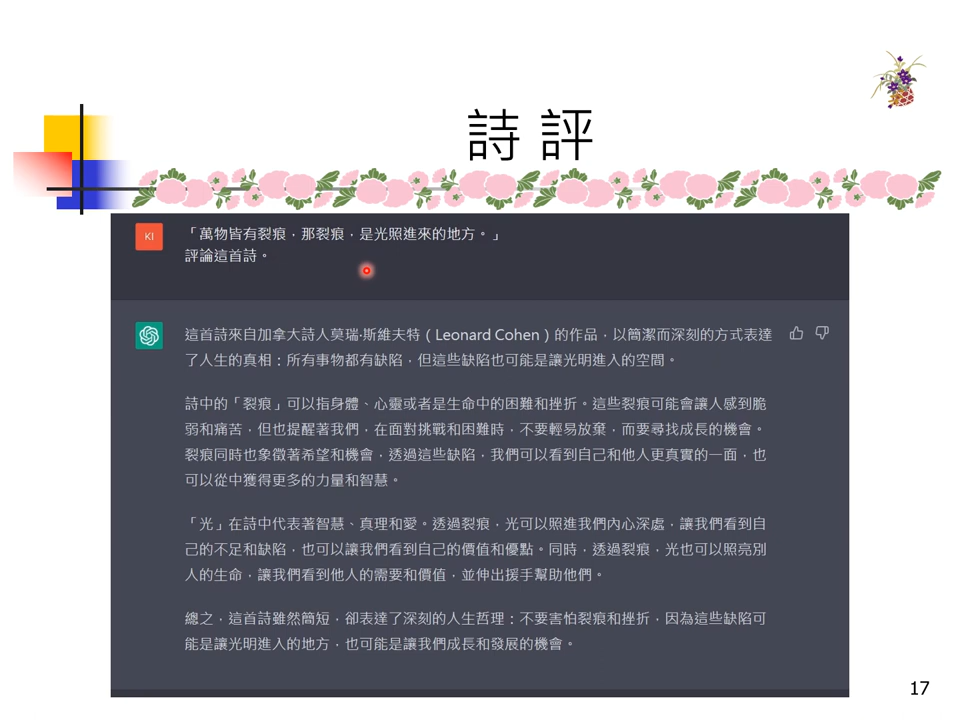 詩 評
KI
「萬物皆有裂痕，那裂痕，是光照進來的地方。」
評論這首詩。
這首詩來自加拿大詩人莫瑞·斯維夫特（Leonard Cohen）的作品，以簡潔而深刻的方式表達
了人生的真相：所有事物都有缺陷，但這些缺陷也可能是讓光明進入的空間。
詩中的「裂痕」可以指身體、心靈或者是生命中的困難和挫折。這些裂痕可能會讓人感到脆
弱和痛苦，但也提醒著我們，在面對挑戰和困難時，不要輕易放棄，而要尋找成長的機會。
裂痕同時也象徵著希望和機會，透過這些缺陷，我們可以看到自己和他人更真實的一面，也
可以從中獲得更多的力量和智慧。
「光」在詩中代表著智慧、真理和愛。透過裂痕，光可以照進我們內心深處，讓我們看到自
己的不足和缺陷，也可以讓我們看到自己的價值和優點。同時，透過裂痕，光也可以照亮別
人的生命，讓我們看到他人的需要和價值，並伸出援手幫助他們。
總之，這首詩雖然簡短，卻表達了深刻的人生哲理：不要害怕裂痕和挫折，因為這些缺陷可
能是讓光明進入的地方，也可能是讓我們成長和發展的機會。
17